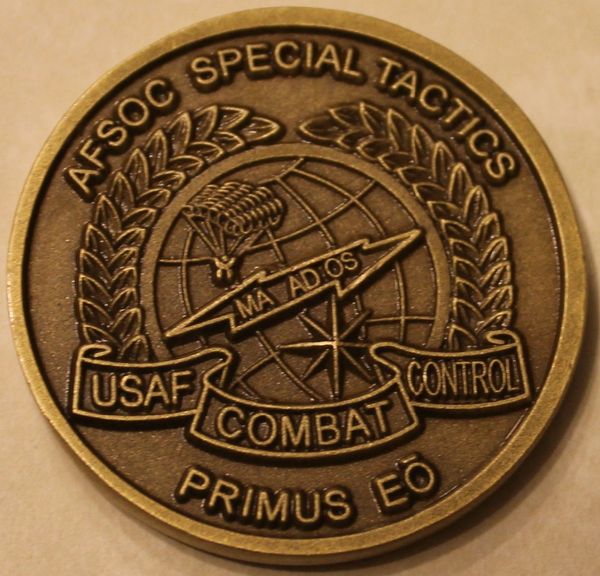 AFSOC SPECIAL TACTICS
MA AD.OS
USAF COMBAT CONTROL
PRIMUS EŌ